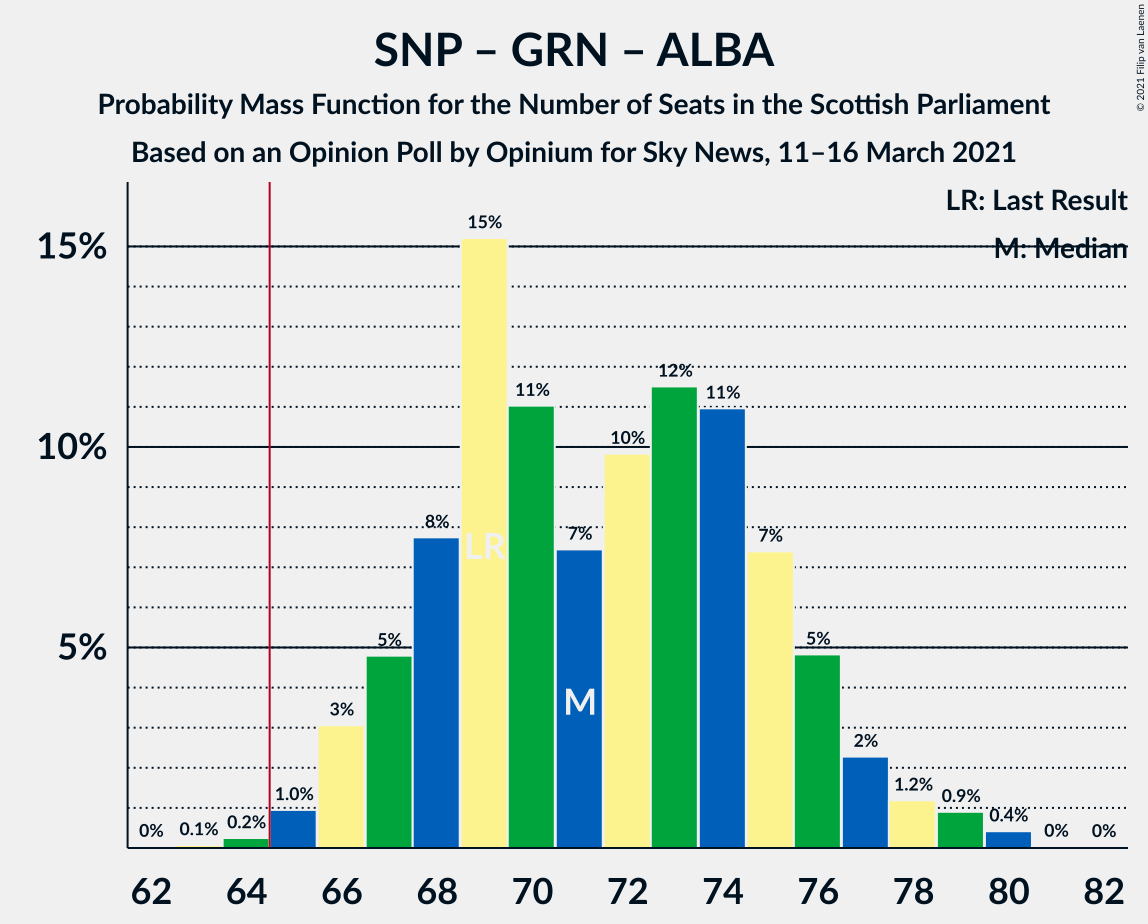 SNP – GRN – ALBA
Probability Mass Function for the Number of Seats in the Scottish Parliament
Based on an Opinion Poll by Opinium for Sky News, 11–16 March 2021
© 2021 Filip van Laenen
LR: Last Result
M: Median
15%
10%
5%
0%
0.1%
0.2%
1.0%
3%
5%
8%
15%
11%
7%
10%
12%
11%
7%
5%
2%
1.2%
0.9%
0.4%
0%
0%
LR
M
62 64 66 68 70 72 74 76 78 80 82